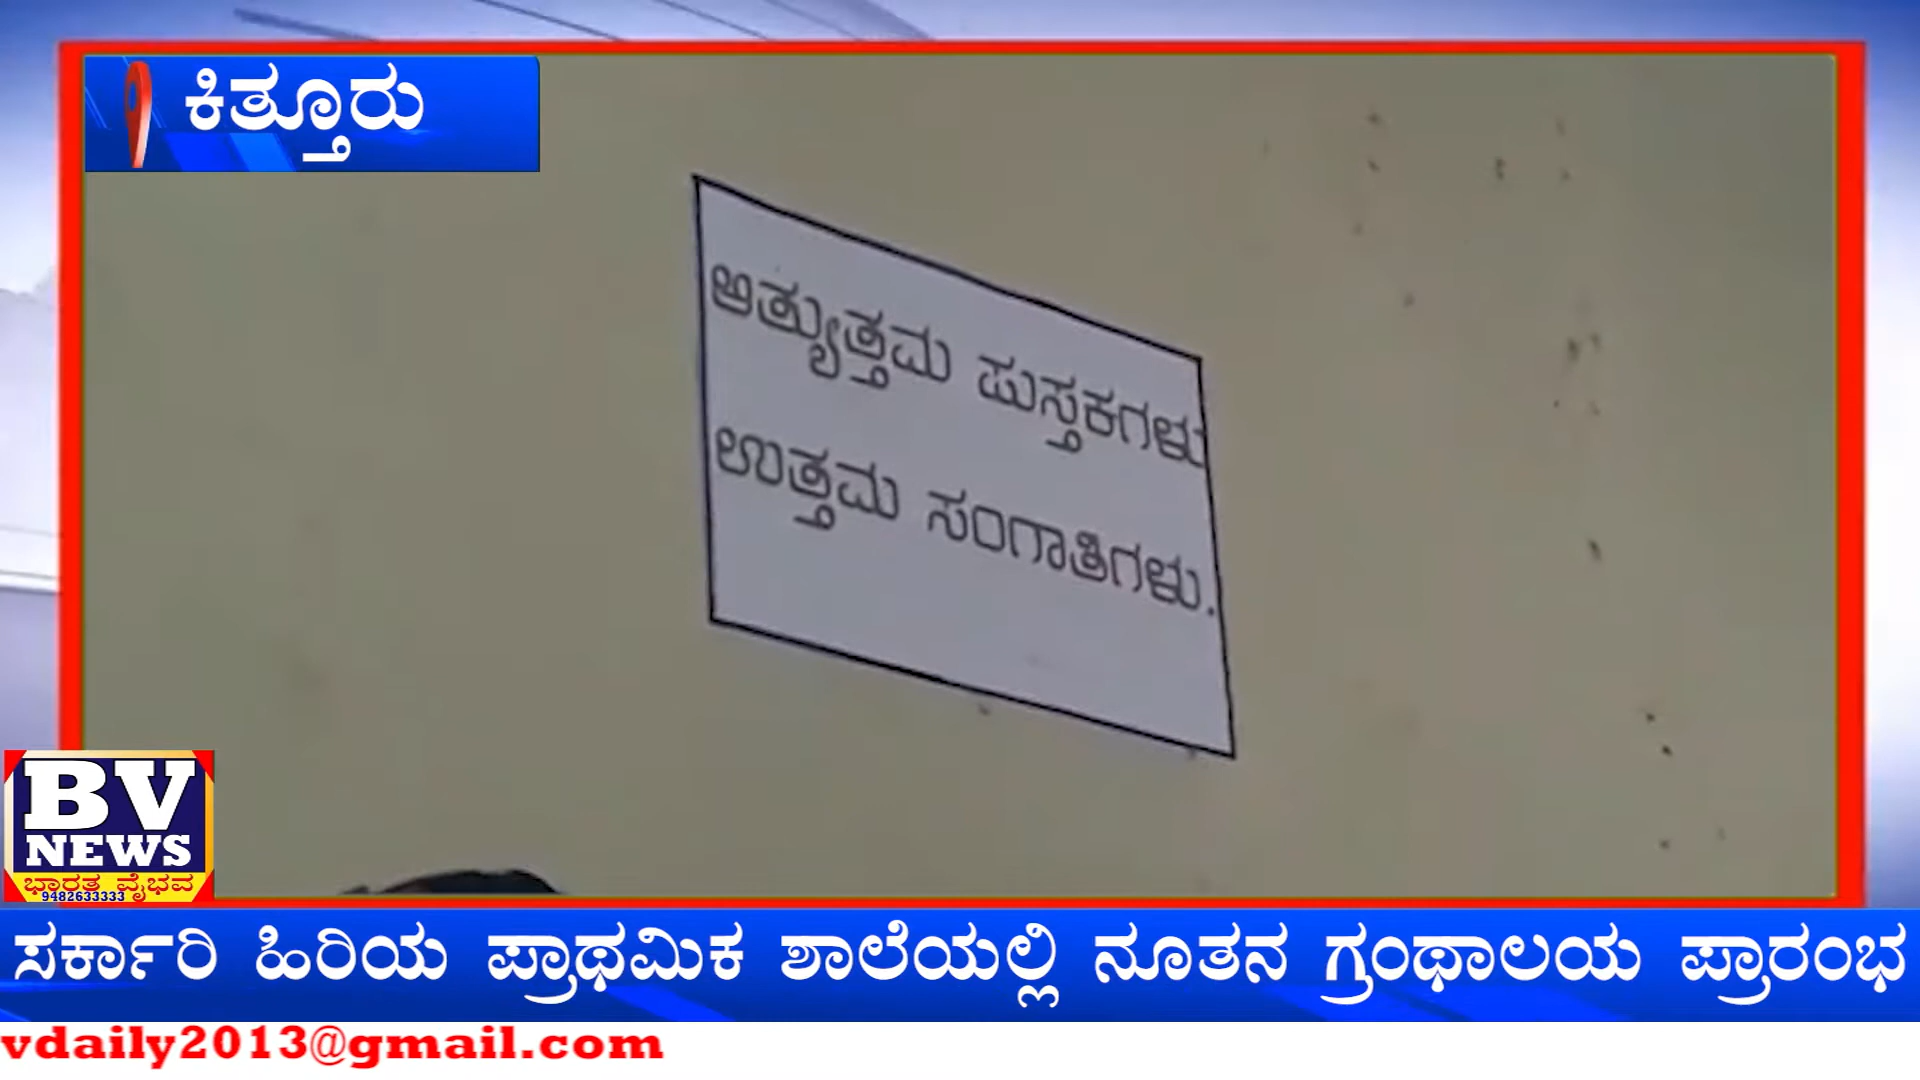 ಕಿತ್ತೂರು
ಅತ್ಯುತ್ತಮ ಪುಸ್ತಕಗಳು
ಉತ್ತಮ ಸಂಗಾತಿಗಳು.
BV
NEWS
ಭಾರತ ವೈಭವ
9482633333
ಸರ್ಕಾರಿ ಹಿರಿಯ ಪ್ರಾಥಮಿಕ ಶಾಲೆಯಲ್ಲಿ ನೂತನ ಗ್ರಂಥಾಲಯ ಪ್ರಾರಂಭ
vdaily2013@gmail.com